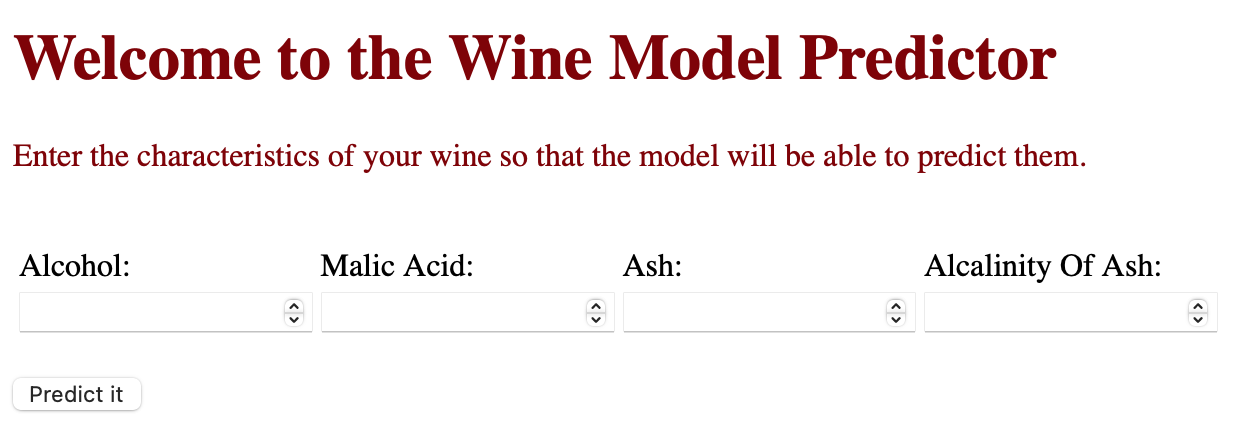 Welcome to the Wine Model Predictor
Enter the characteristics of your wine so that the model will be able to predict them.
Alcohol: Malic Acid: Ash: Alcalinity Of Ash:
Predict it